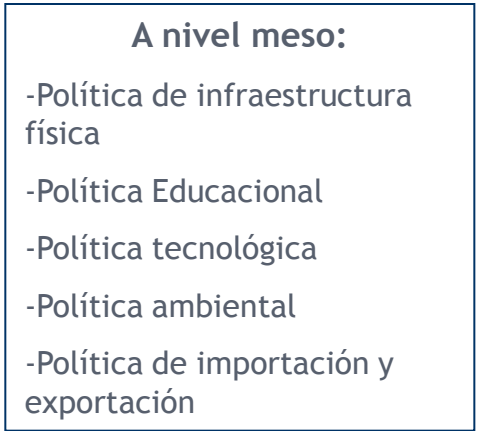 A nivel meso:
-Política de infraestructura
física
-Política Educacional
-Política tecnológica
-Política ambiental
-Política de importación y
exportación